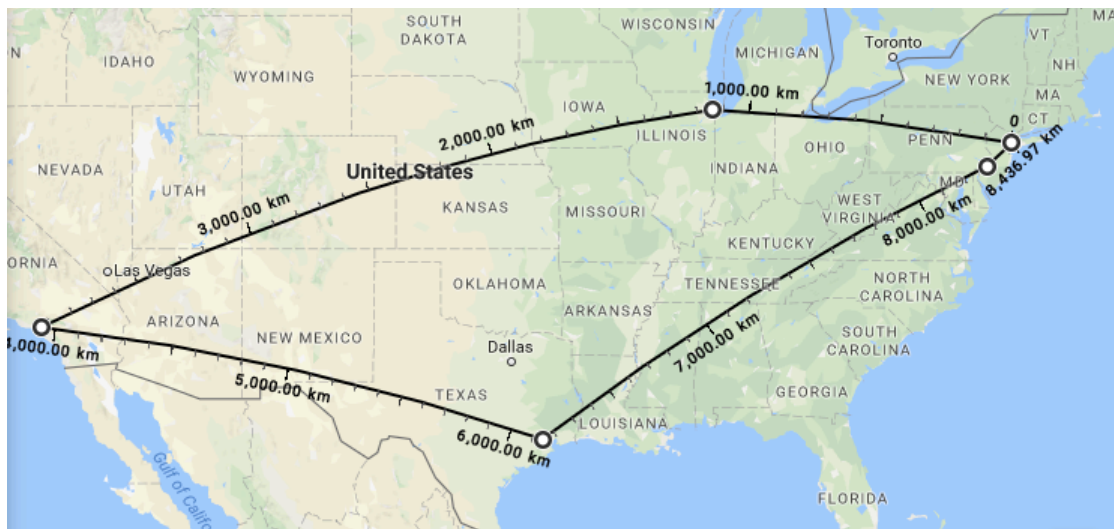 SOUTH
DAKOTA
WISCONSIN
MICHIGAN
Toronto
VT
MA
NH
IDAHO
WYOMING
NEW YORK
MA
CT
0
1,000.00 km
IOWA
2,000.00 km
ILLINOIS
OHIO
PENN
NEVADA
UTAH
United States
INDIANA
MD
8,436.97 km
3,000.00 km
KANSAS
MISSOURI
WEST
VIRGINIA
8,000.00 km
KENTUCKY
ORNIA
Las Vegas
OKLAHOMA
TENNESSEE
NORTH
CAROLINA
ARKANSAS
ARIZONA
NEW MEXICO
Dallas
SOUTH
CAROLINA
4,000.00 km
7,000.00 km
5,000.00 km
TEXAS
GEORGIA
LOUISIANA
6,000.00 km
Gulf of Califo
FLORIDA